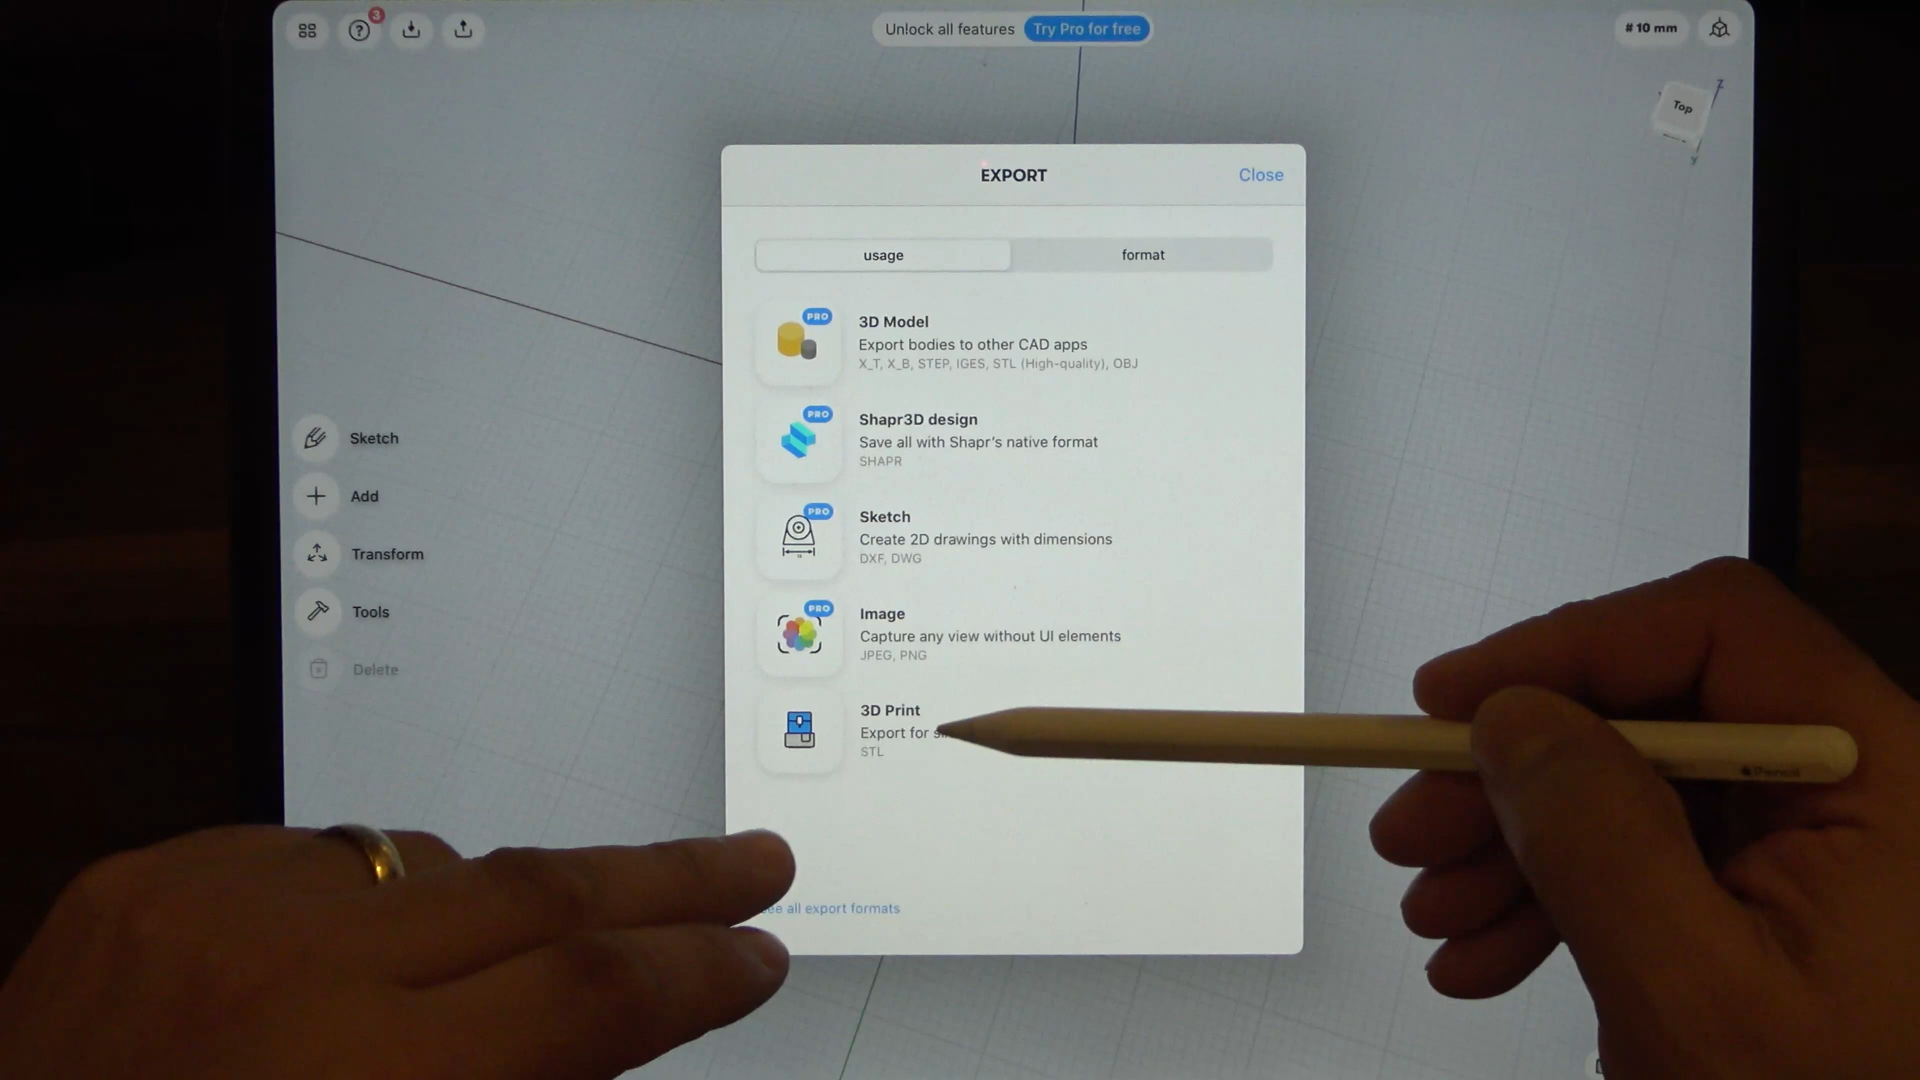 3
Unlock all features
Try Pro for free
# 10 mm
Z
Top
Y
EXPORT
Close
usage
format
PRO
3D Model
Export bodies to other CAD apps
X_T, X_B, STEP, IGES, STL (High-quality), OBJ
PRO
Shapr3D design
Save all with Shapr's native format
SHAPR
PRO
Sketch
Create 2D drawings with dimensions
DXF, DWG
PRO
Image
Capture any view without UI elements
JPEG, PNG
3D Print
Export for
STL
all export formats
Sketch
Add
Transform
Tools
Delete
Pencil